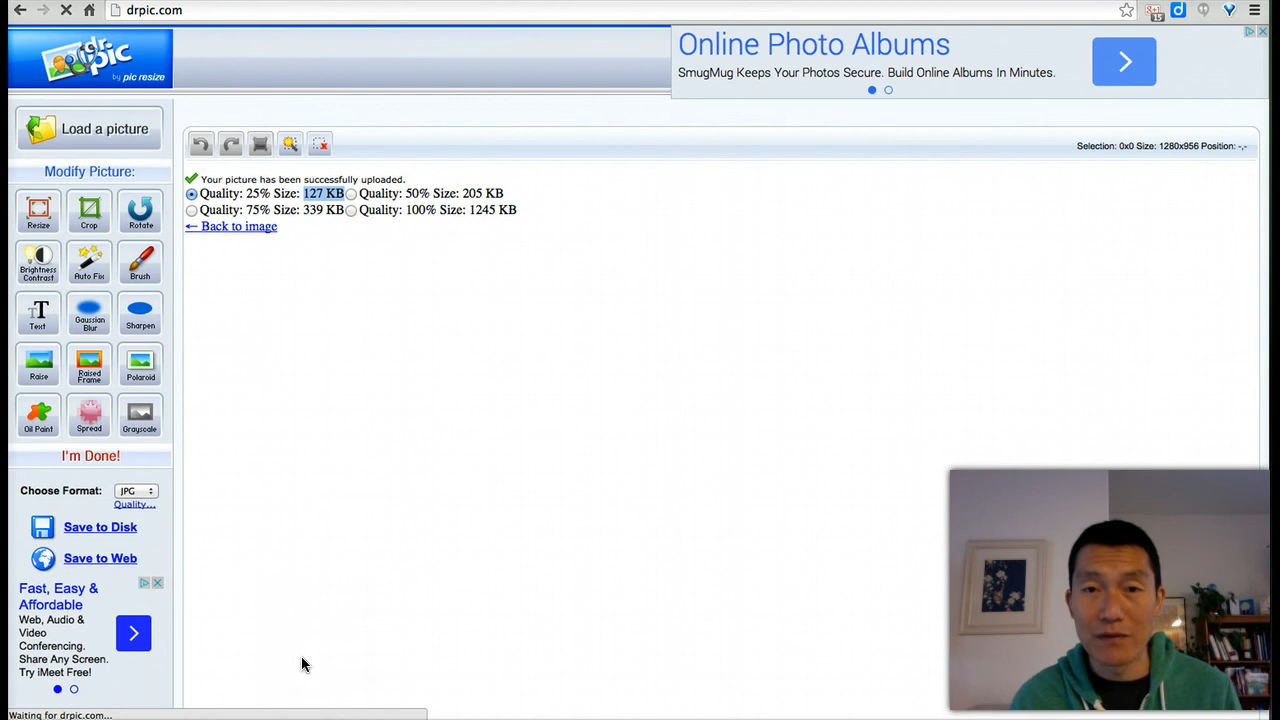 drpic.com
15
dr.pic
by pic resize
Online Photo Albums
SmugMug Keeps Your Photos Secure. Build Online Albums In Minutes.
Load a picture
Modify Picture:
Resize
Crop
Rotate
Brightness
Contrast
Auto Fix
Brush
Text
Gaussian
Blur
Sharpen
Raise
Raised
Frame
Polaroid
Oil Paint
Spread
Grayscale
I'm Done!
Choose Format: JPG
Quality...
Save to Disk
Save to Web
Fast, Easy &
Affordable
Web, Audio &
Video
Conferencing.
Share Any Screen.
Try iMeet Free!
Selection: 0x0 Size: 1280x956 Position: -,-
Your picture has been successfully uploaded.
Quality: 25% Size: 127 KB Quality: 50% Size: 205 KB
Quality: 75% Size: 339 KB Quality: 100% Size: 1245 KB
← Back to image
Waiting for drpic.com...